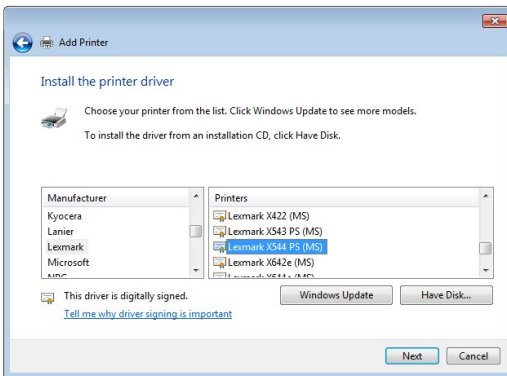 Add Printer
Install the printer driver
Choose your printer from the list. Click Windows Update to see more models.
To install the driver from an installation CD, click Have Disk.
Manufacturer
Kyocera
Lanier
Lexmark
Microsoft
Printers
Lexmark X422 (MS)
Lexmark X543 PS (MS)
Lexmark X544 PS (MS)
Lexmark X642e (MS)
This driver is digitally signed.
Tell me why driver signing is important
Windows Update
Have Disk...
Next
Cancel